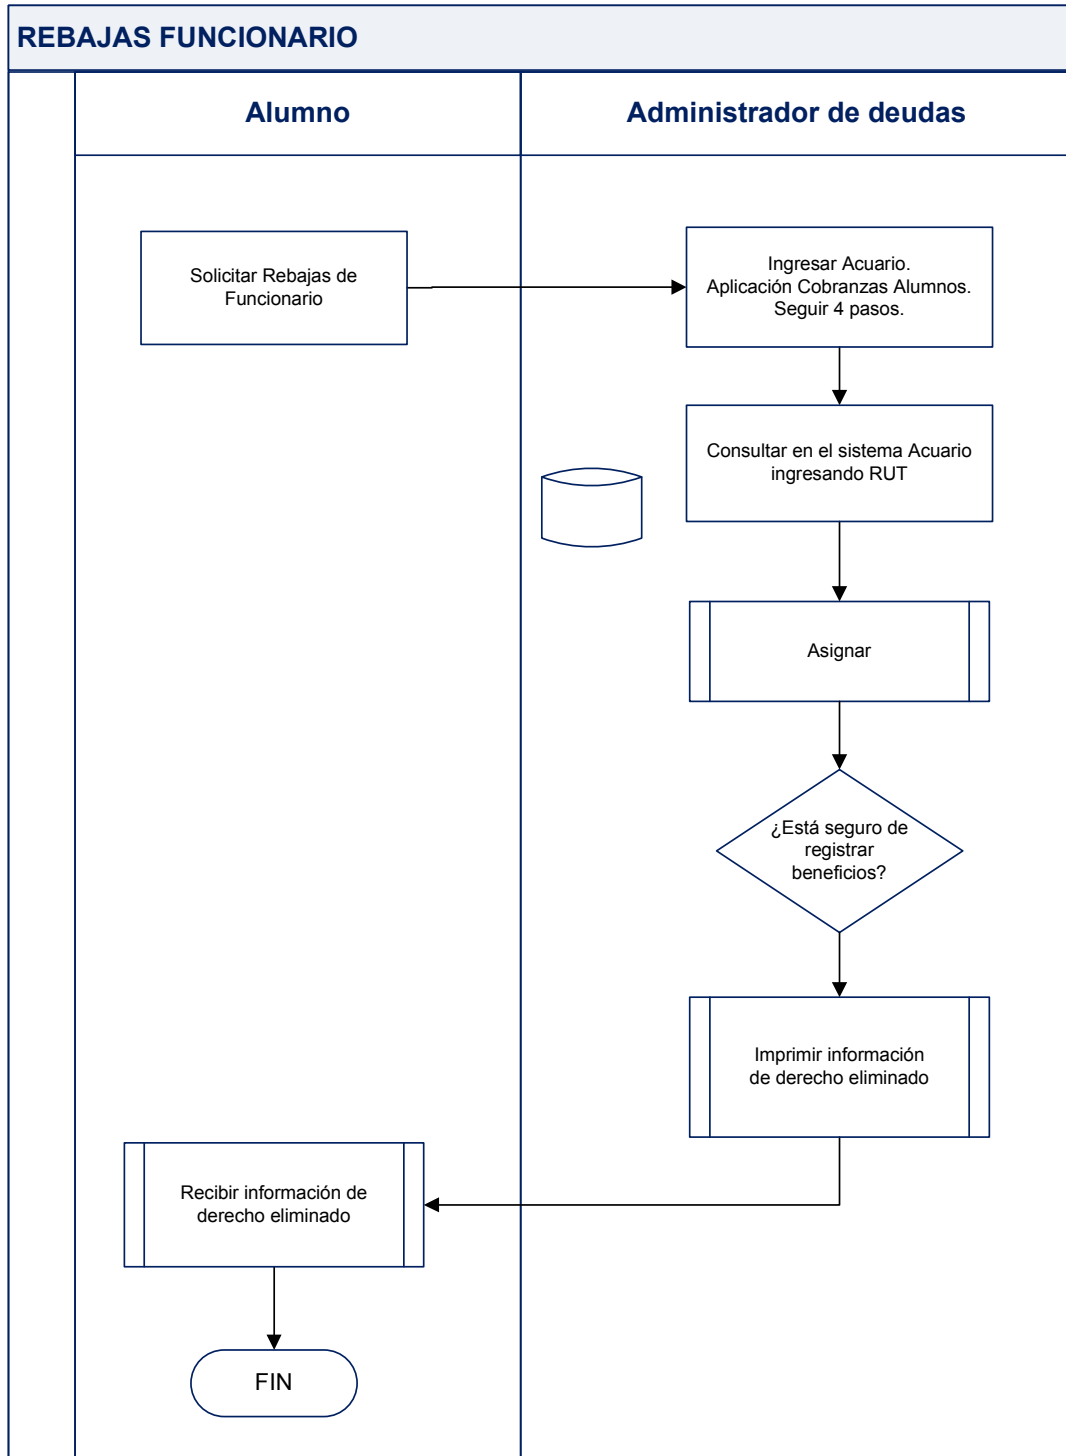 REBAJAS FUNCIONARIO
Alumno
Administrador de deudas
Solicitar Rebajas de
Funcionario
Ingresar Acuario.
Aplicación Cobranzas Alumnos.
Seguir 4 pasos.
Consultar en el sistema Acuario
ingresando RUT
Asignar
¿Está seguro de
registrar
beneficios?
Imprimir información
de derecho eliminado
Recibir información de
derecho eliminado
FIN